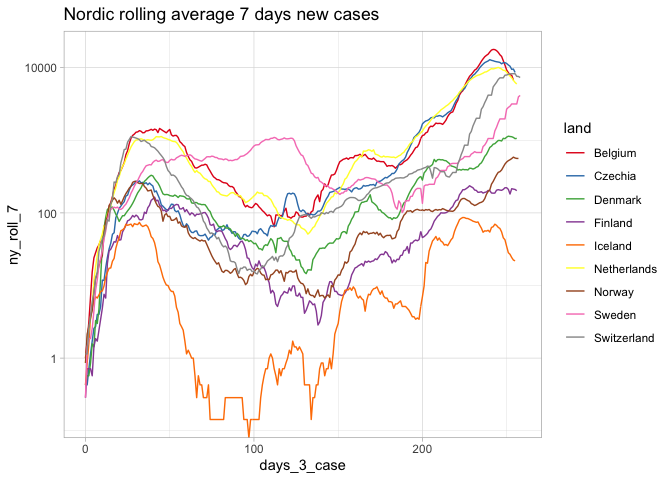 Nordic rolling average 7 days new cases
ny_roll_7
10000
100
1
0
100
200
days_3_case
land
Belgium
Czechia
Denmark
Finland
Iceland
Netherlands
Norway
Sweden
Switzerland